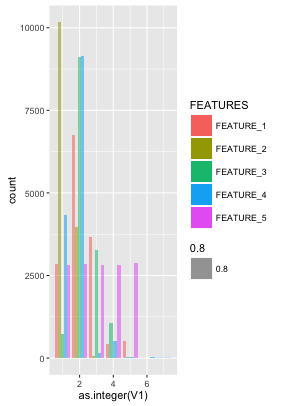 10000
7500
5000
2500
0
count
2 4 6
as.integer(V1)
FEATURES
FEATURE_1
FEATURE_2
FEATURE_3
FEATURE_4
FEATURE_5
0.8
0.8